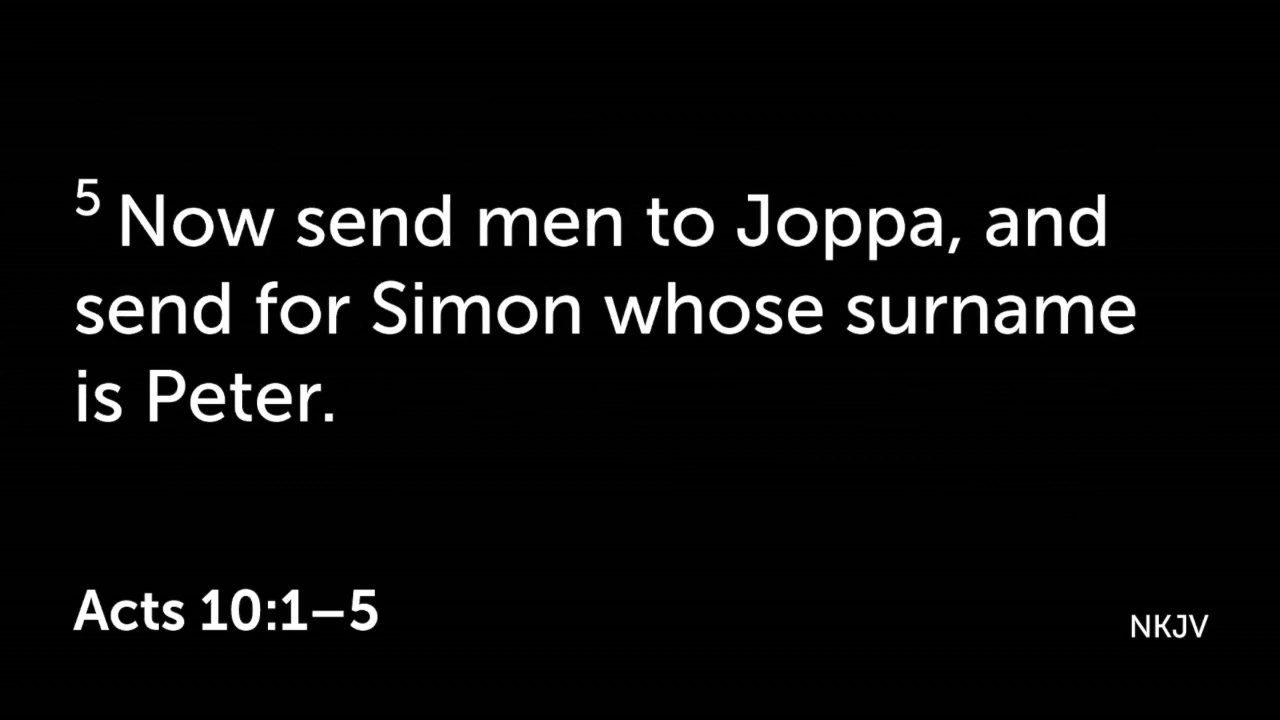 5 Now send men to Joppa, and
send for Simon whose surname
is Peter.
Acts 10:1–5
NKJV